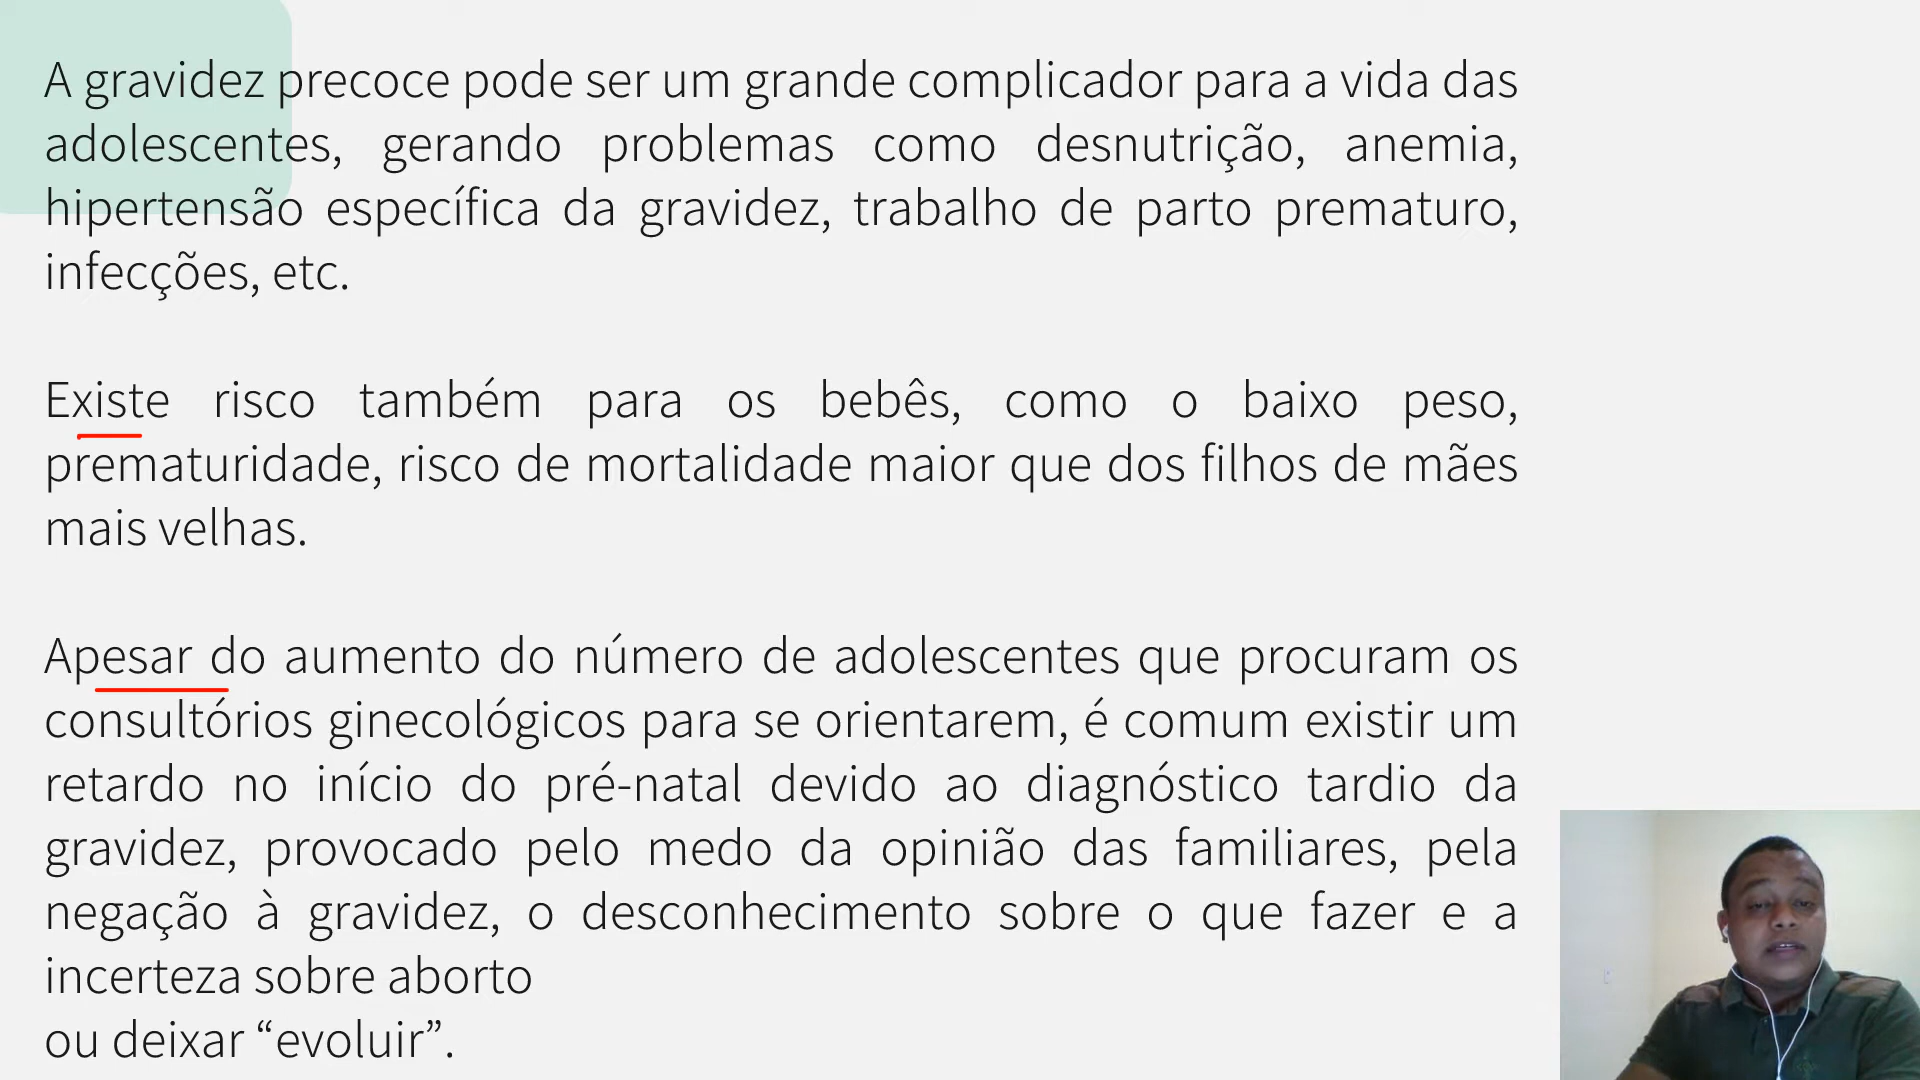 A gravidez precoce pode ser um grande complicador para a vida das
adolescentes, gerando problemas como desnutrição, anemia,
hipertensão específica da gravidez, trabalho de parto prematuro,
infecções, etc.
Existe risco também para os bebês, como o baixo peso,
prematuridade, risco de mortalidade maior que dos filhos de mães
mais velhas.
Apesar do aumento do número de adolescentes que procuram os
consultórios ginecológicos para se orientarem, é comum existir um
retardo no início do pré-natal devido ao diagnóstico tardio da
gravidez, provocado pelo medo da opinião das familiares, pela
negação à gravidez, o desconhecimento sobre o que fazer e a
incerteza sobre aborto
ou deixar “evoluir”.